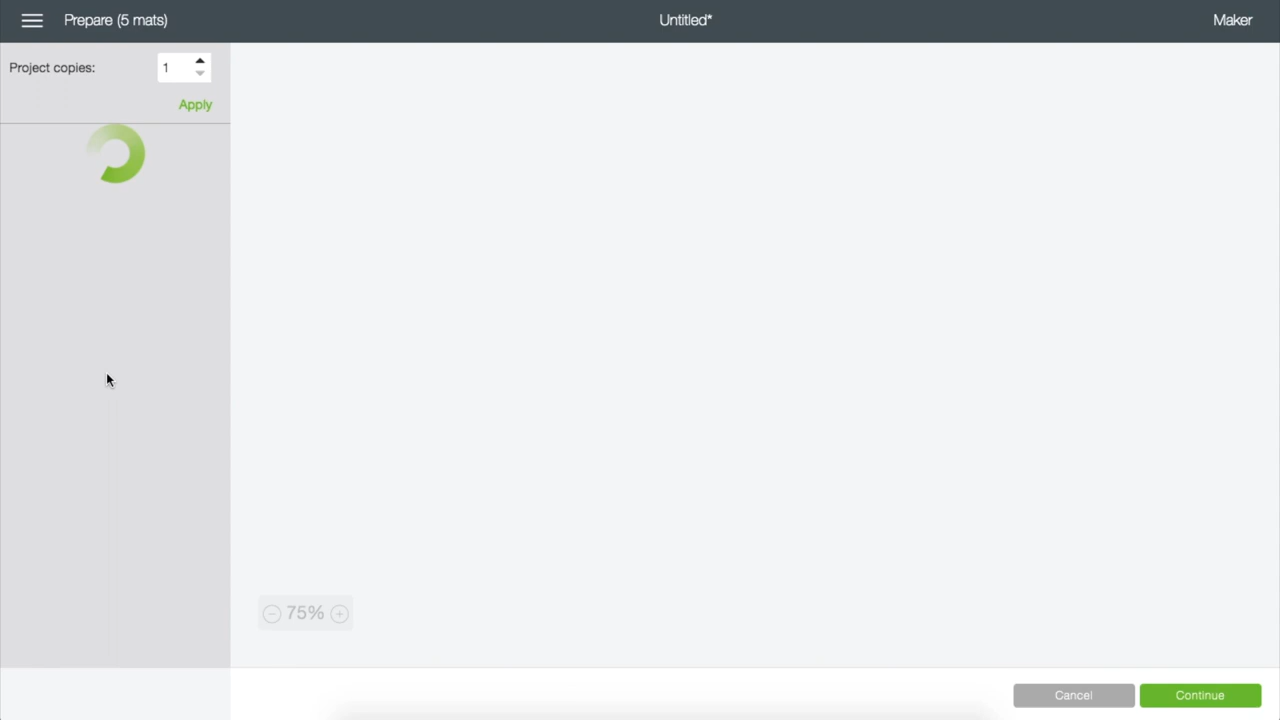 Prepare (5 mats)
Untitled*
Maker
Project copies:
1
Apply
75%
Cancel
Continue